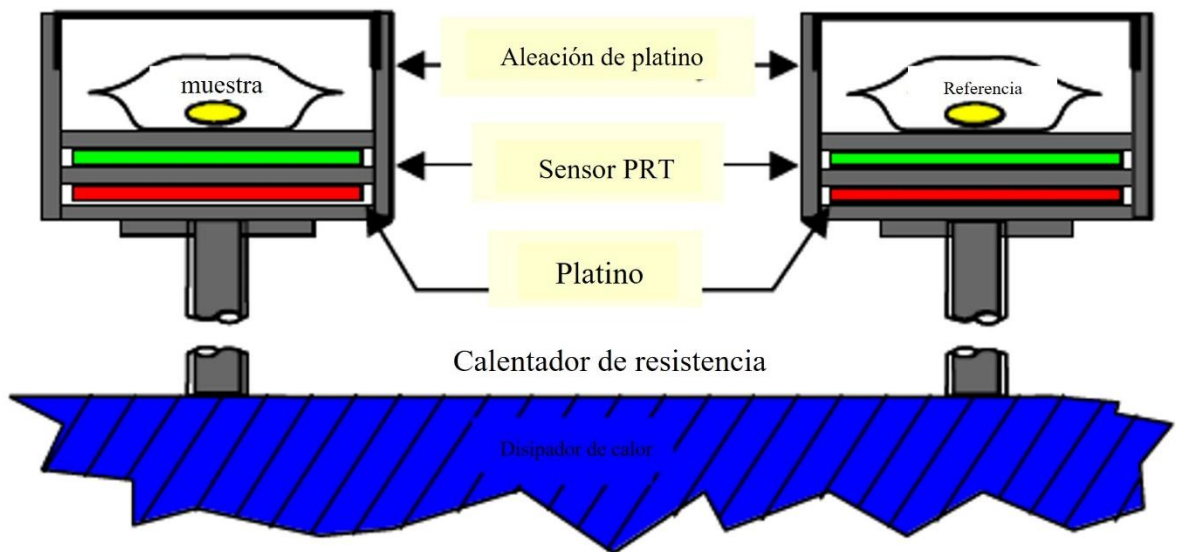 Aleación de platino
muestra
Referencia
Sensor PRT
Platino
Calentador de resistencia
Disipador de calor